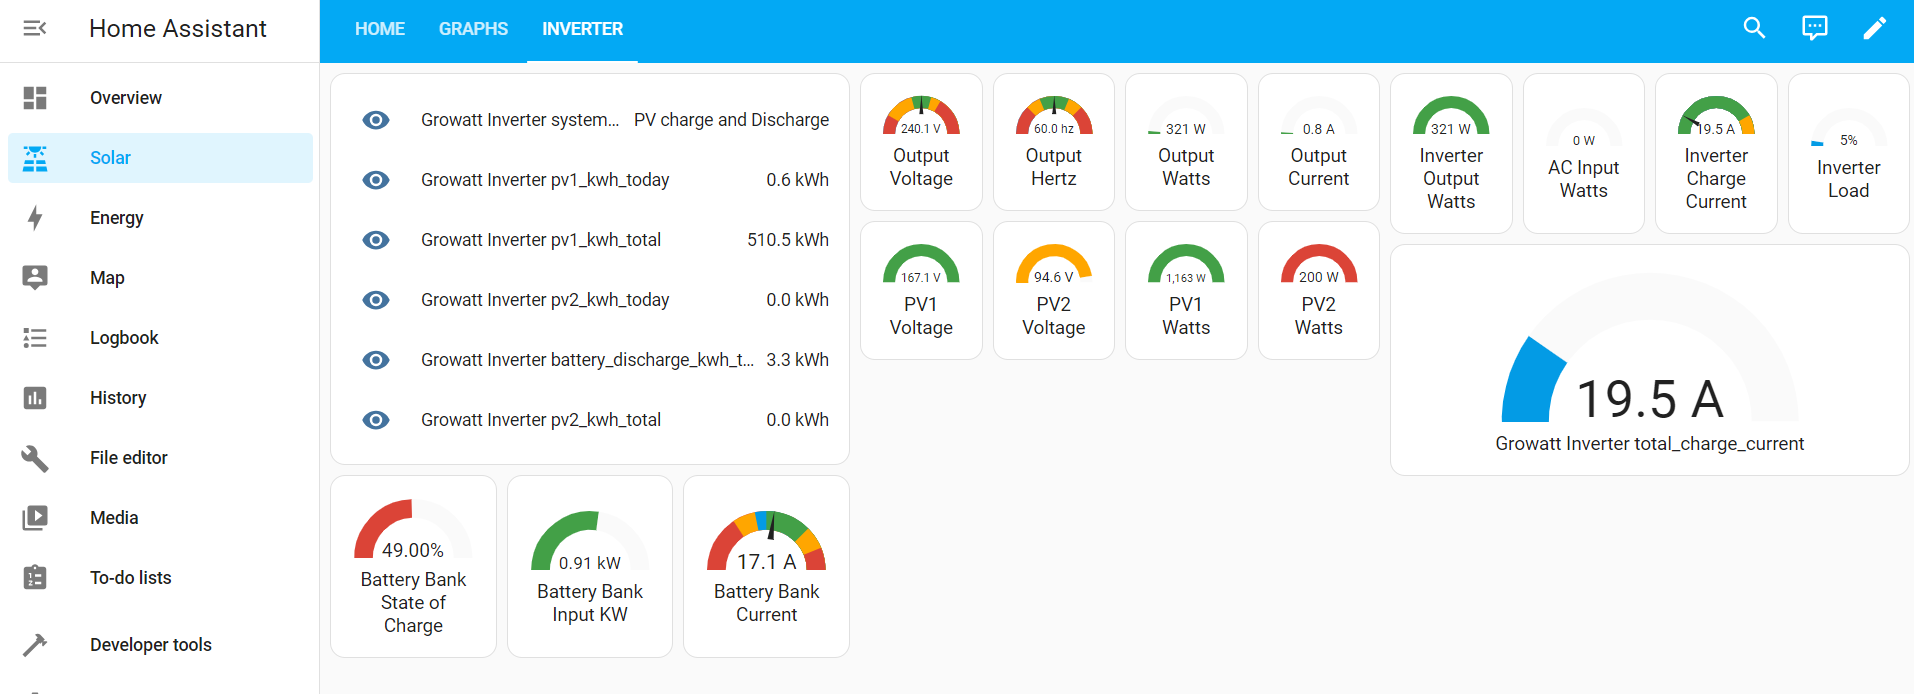 Home Assistant
HOME GRAPHS INVERTER
Overview
Solar
Energy
Map
Logbook
History
File editor
Media
To-do lists
Developer tools
Growatt Inverter system... PV charge and Discharge
Growatt Inverter pv1_kwh_today 0.6 kWh
Growatt Inverter pv1_kwh_total 510.5 kWh
Growatt Inverter pv2_kwh_today 0.0 kWh
Growatt Inverter battery_discharge_kwh_t... 3.3 kWh
Growatt Inverter pv2_kwh_total 0.0 kWh
49.00%
Battery Bank
State of
Charge
0.91 kW
Battery Bank
Input KW
17.1 A
Battery Bank
Current
240.1 V
Output
Voltage
60.0 hz
Output
Hertz
321 W
Output
Watts
0.8 A
Output
Current
167.1 V
PV1
Voltage
94.6 V
PV2
Voltage
1,163 W
PV1
Watts
200 W
PV2
Watts
321 W
Inverter
Output
Watts
0 W
AC Input
Watts
19.5 A
Inverter
Charge
Current
5%
Inverter
Load
19.5 A
Growatt Inverter total_charge_current